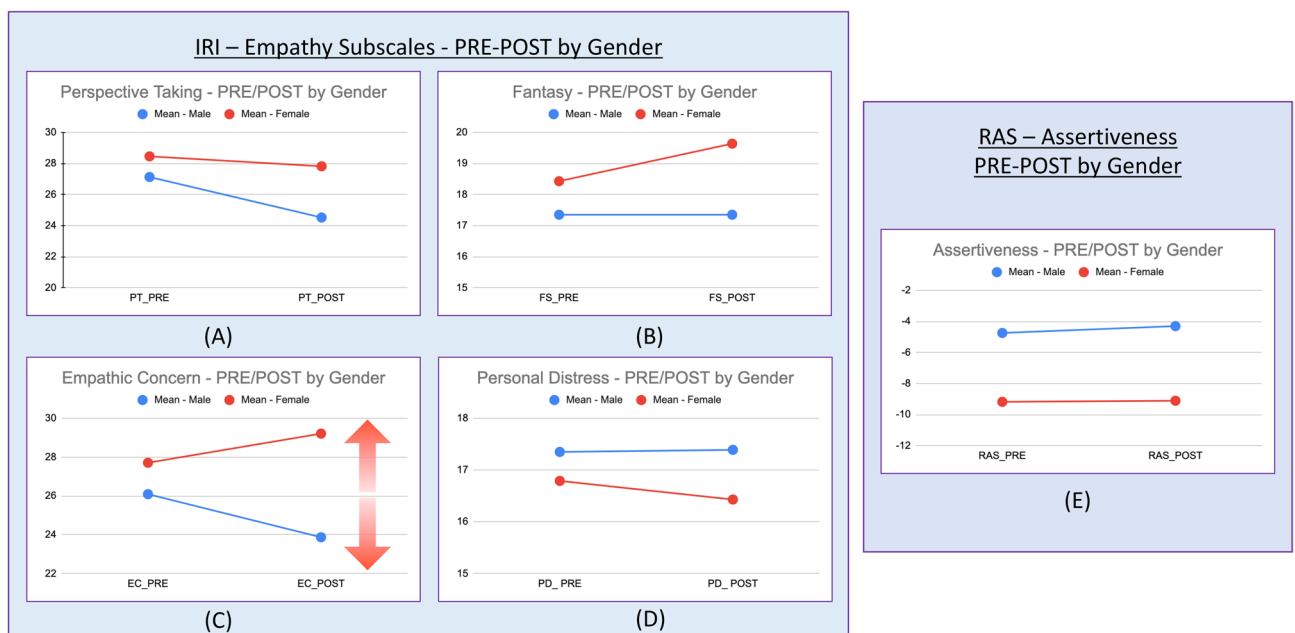 IRI – Empathy Subscales - PRE-POST by Gender
Perspective Taking - PRE/POST by Gender
Mean - Male Mean - Female
30
28
26
24
22
20
PT_PRE PT_POST
(A)
Fantasy - PRE/POST by Gender
Mean - Male Mean - Female
20
19
18
17
16
15
FS_PRE FS_POST
(B)
Empathic Concern - PRE/POST by Gender
Mean - Male Mean - Female
30
28
26
24
22
EC_PRE EC_POST
(C)
Personal Distress - PRE/POST by Gender
Mean - Male Mean - Female
18
17
16
15
PD_ PRE PD_ POST
(D)
RAS – Assertiveness
PRE-POST by Gender
Assertiveness - PRE/POST by Gender
Mean - Male Mean - Female
-2
-4
-6
-8
-10
-12
RAS_PRE RAS_POST
(E)